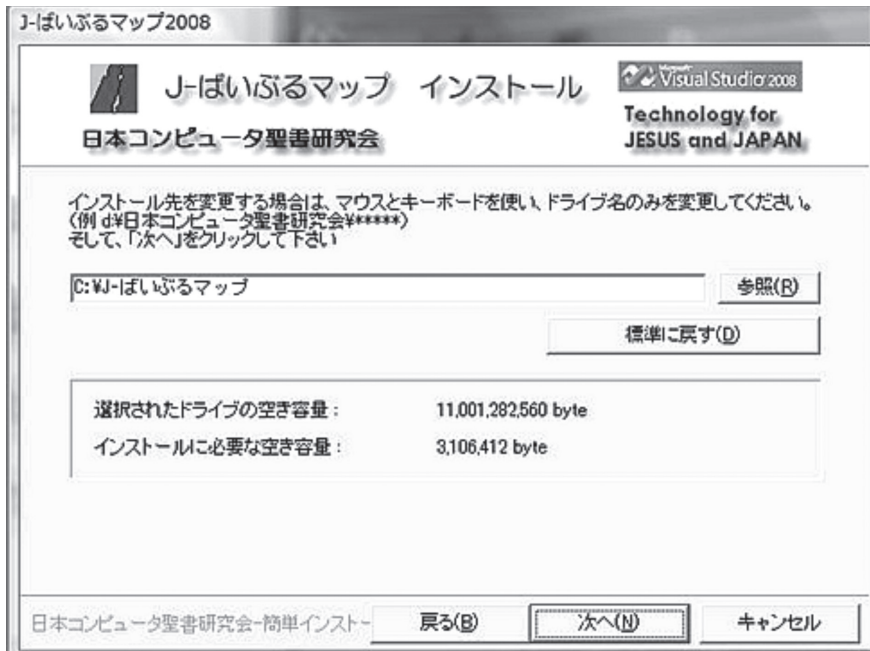 J-ばいぶるマップ2008
J-ばいぶるマップ インストール
日本コンピュータ聖書研究会
Microsoft
Visual Studio 2008
Technology for
JESUS and JAPAN
インストール先を変更する場合は、マウスとキーボードを使い、ドライブ名のみを変更してください。
(例 d¥日本コンピュータ聖書研究会¥*****)
そして、「次へ」をクリックして下さい
C:¥J-ばいぶるマップ
参照(R)
標準に戻す(D)
選択されたドライブの空き容量: 11,001,282,560 byte
インストールに必要な空き容量: 3,106,412 byte
日本コンピュータ聖書研究会-簡単インストー
戻る(B)
次へ(N)
キャンセル